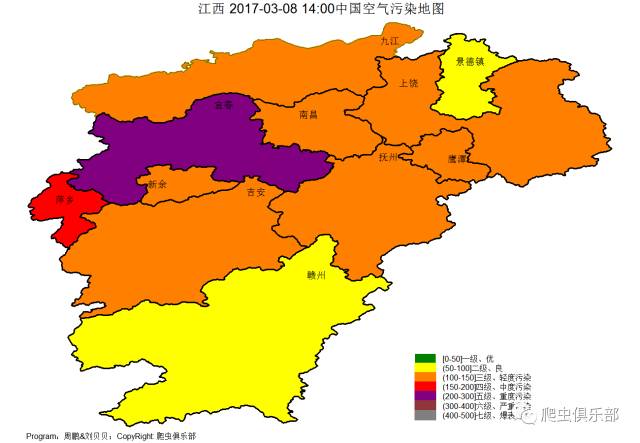 江西 2017-03-08 14:00中国空气污染地图
九江
景德镇
上饶
宜春
南昌
抚州
鹰潭
新余
吉安
萍乡
赣州
[0-50]一级、优
(50-100]二级、良
(100-150]三级、轻度污染
(150-200]四级、中度污染
(200-300]五级、重度污染
(300-400]六级、严重
(400-500]七级、爆表
爬虫俱乐部
Program：周鹏&刘贝贝；CopyRight: 爬虫俱乐部